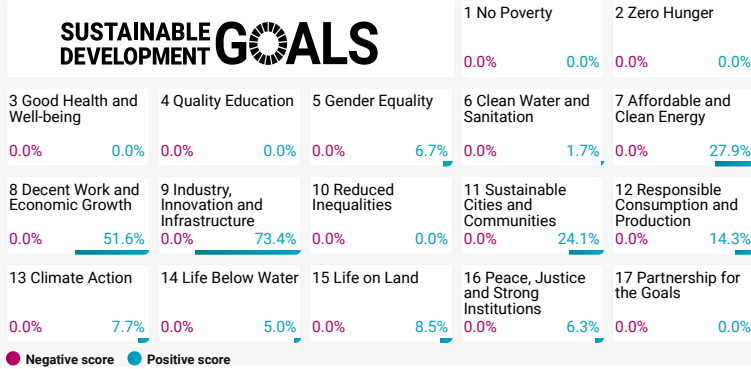 SUSTAINABLE
DEVELOPMENT
GOALS
1 No Poverty
0.0% 0.0%
2 Zero Hunger
0.0% 0.0%
3 Good Health and
Well-being
0.0% 0.0%
4 Quality Education
0.0% 0.0%
5 Gender Equality
0.0% 6.7%
6 Clean Water and
Sanitation
0.0% 1.7%
7 Affordable and
Clean Energy
0.0% 27.9%
8 Decent Work and
Economic Growth
0.0% 51.6%
9 Industry,
Innovation and
Infrastructure
0.0% 73.4%
10 Reduced
Inequalities
0.0% 0.0%
11 Sustainable
Cities and
Communities
0.0% 24.1%
12 Responsible
Consumption and
Production
0.0% 14.3%
13 Climate Action
0.0% 7.7%
14 Life Below Water
0.0% 5.0%
15 Life on Land
0.0% 8.5%
16 Peace, Justice
and Strong
Institutions
0.0% 6.3%
17 Partnership for
the Goals
0.0% 0.0%
Negative score Positive score